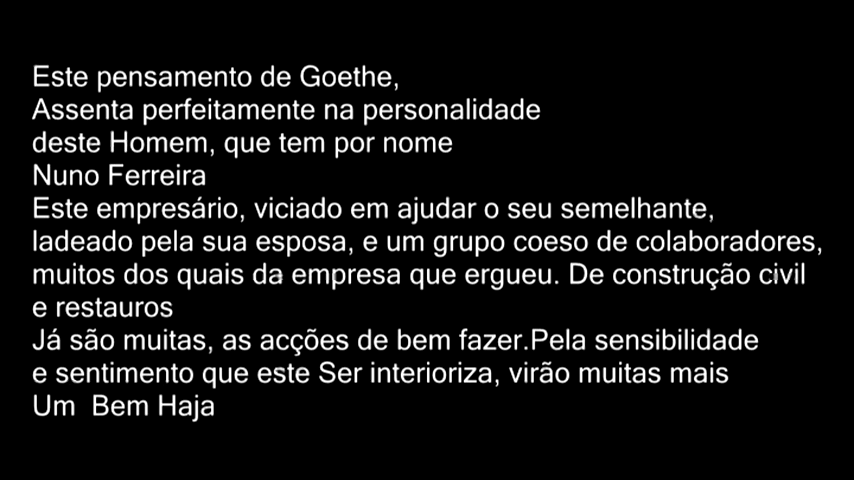 Este pensamento de Goethe,
Assenta perfeitamente na personalidade
deste Homem, que tem por nome
Nuno Ferreira
Este empresário, viciado em ajudar o seu semelhante,
ladeado pela sua esposa, e um grupo coeso de colaboradores,
muitos dos quais da empresa que ergueu. De construção civil
e restauros
Já são muitas, as acções de bem fazer.Pela sensibilidade
e sentimento que este Ser interioriza, virão muitas mais
Um  Bem Haja